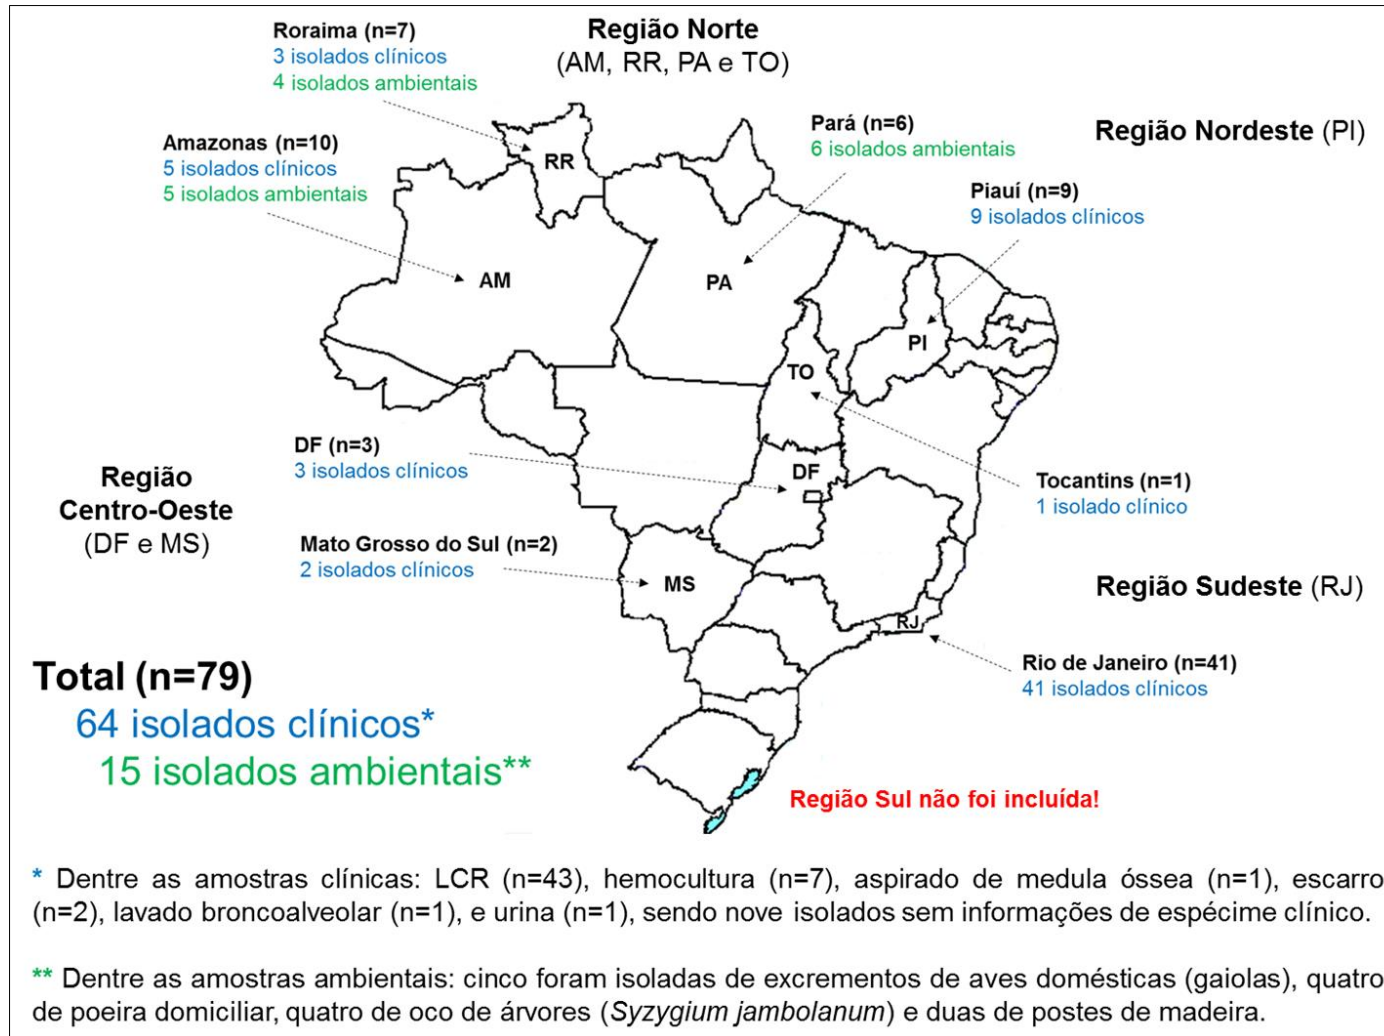 Roraima (n=7)
3 isolados clínicos
4 isolados ambientais
Região Norte
(AM, RR, PA e TO)
Amazonas (n=10)
5 isolados clínicos
5 isolados ambientais
Pará (n=6)
6 isolados ambientais
Região Nordeste (PI)
Piauí (n=9)
9 isolados clínicos
RR
AM
PA
PI
TO
DF (n=3)
3 isolados clínicos
DF
Região
Centro-Oeste
(DF e MS)
Tocantins (n=1)
1 isolado clínico
Mato Grosso do Sul (n=2)
2 isolados clínicos
MS
Região Sudeste (RJ)
RJ
Rio de Janeiro (n=41)
41 isolados clínicos
Total (n=79)
64 isolados clínicos*
15 isolados ambientais**
Região Sul não foi incluída!
* Dentre as amostras clínicas: LCR (n=43), hemocultura (n=7), aspirado de medula óssea (n=1), escarro
(n=2), lavado broncoalveolar (n=1), e urina (n=1), sendo nove isolados sem informações de espécime clínico.
** Dentre as amostras ambientais: cinco foram isoladas de excrementos de aves domésticas (gaiolas), quatro
de poeira domiciliar, quatro de oco de árvores (Syzygium jambolanum) e duas de postes de madeira.